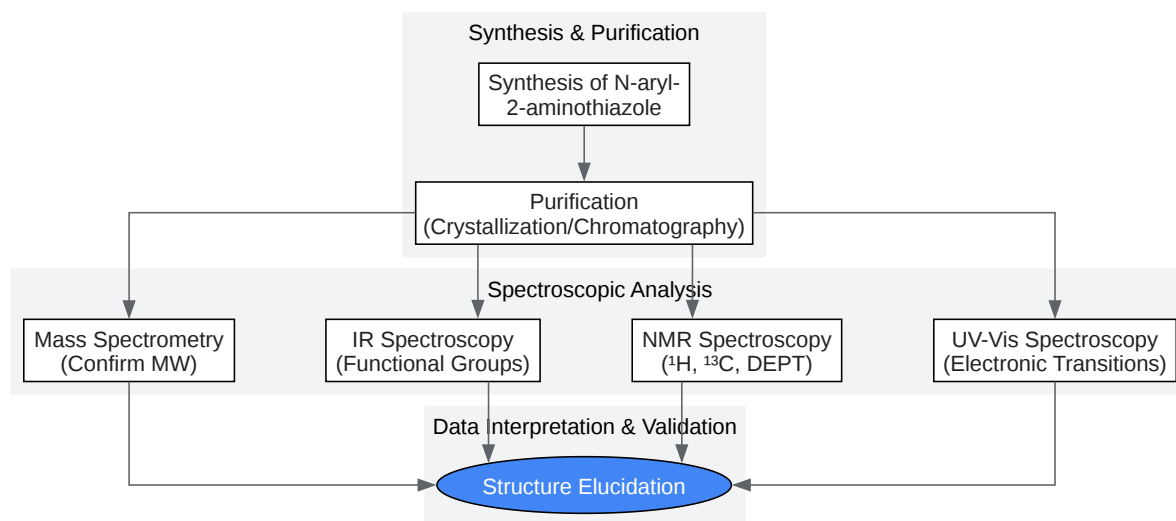 Synthesis & Purification
Synthesis of N-aryl-
2-aminothiazole
Purification
(Crystallization/Chromatography)
Spectroscopic Analysis
Mass Spectrometry
(Confirm MW)
IR Spectroscopy
(Functional Groups)
NMR Spectroscopy
(¹H, ¹³C, DEPT)
UV-Vis Spectroscopy
(Electronic Transitions)
Data Interpretation & Validation
Structure Elucidation